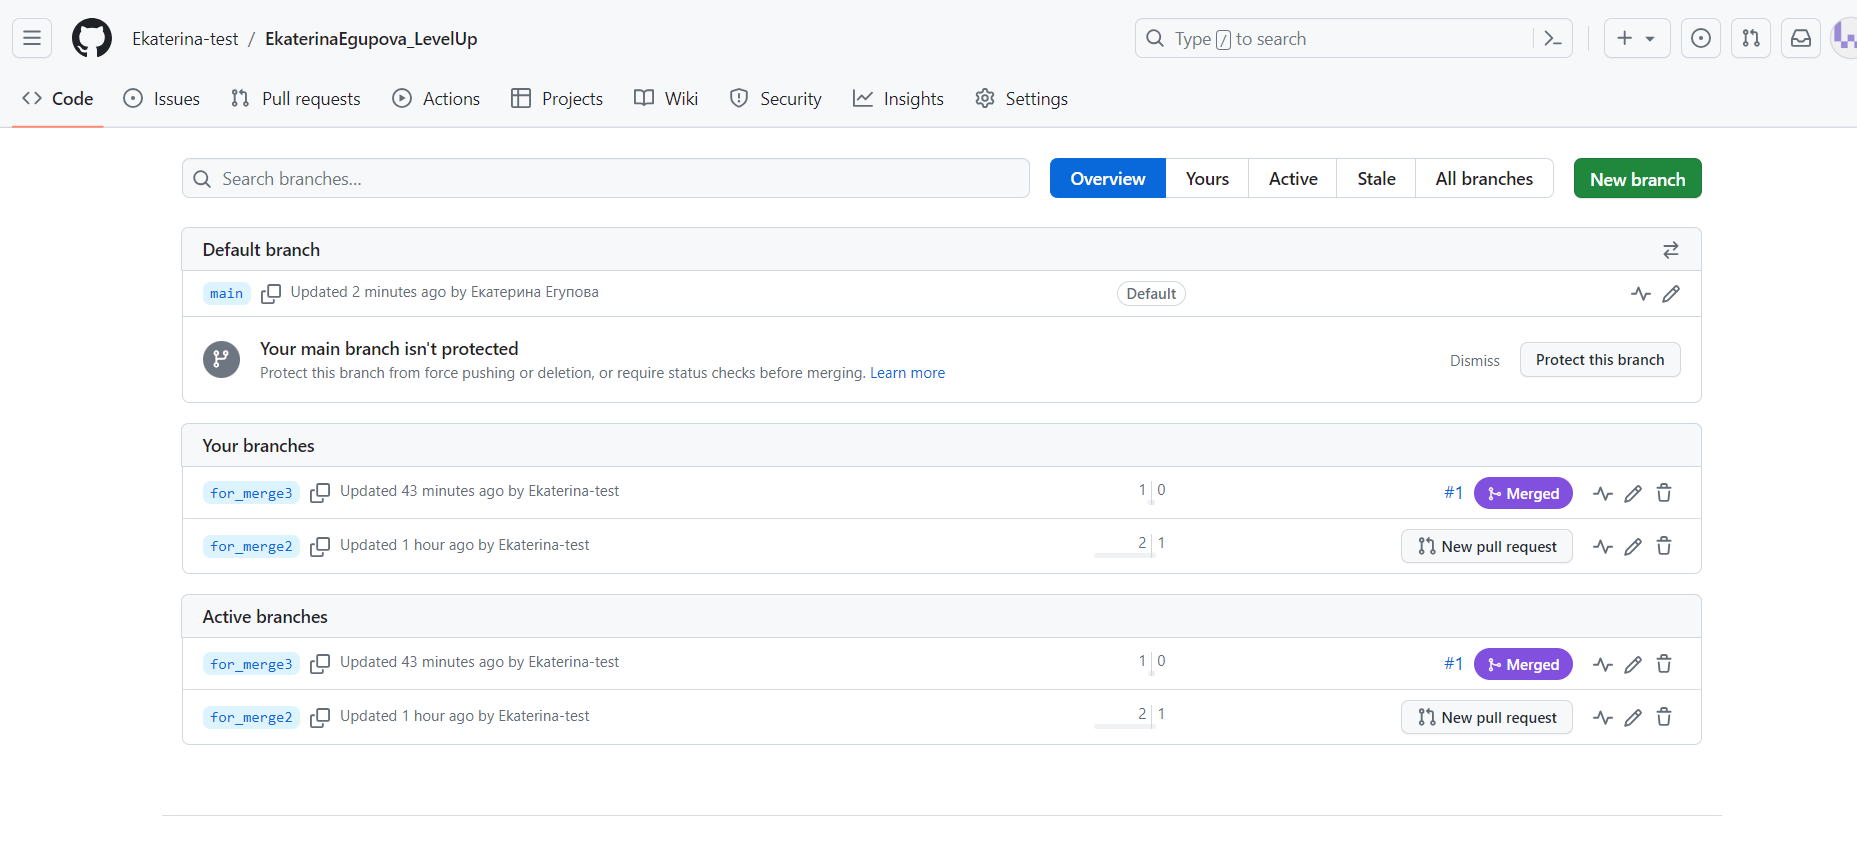 Ekaterina-test / EkaterinaEgupova_LevelUp
Type / to search
Code Issues Pull requests Actions Projects Wiki Security Insights Settings
Search branches...
Overview Yours Active Stale All branches
New branch
Default branch
main Updated 2 minutes ago by Екатерина Егупова Default
Your main branch isn't protected
Protect this branch from force pushing or deletion, or require status checks before merging. Learn more
Dismiss Protect this branch
Your branches
for_merge3 Updated 43 minutes ago by Ekaterina-test 1 0 #1 Merged
for_merge2 Updated 1 hour ago by Ekaterina-test 2 1 New pull request
Active branches
for_merge3 Updated 43 minutes ago by Ekaterina-test 1 0 #1 Merged
for_merge2 Updated 1 hour ago by Ekaterina-test 2 1 New pull request